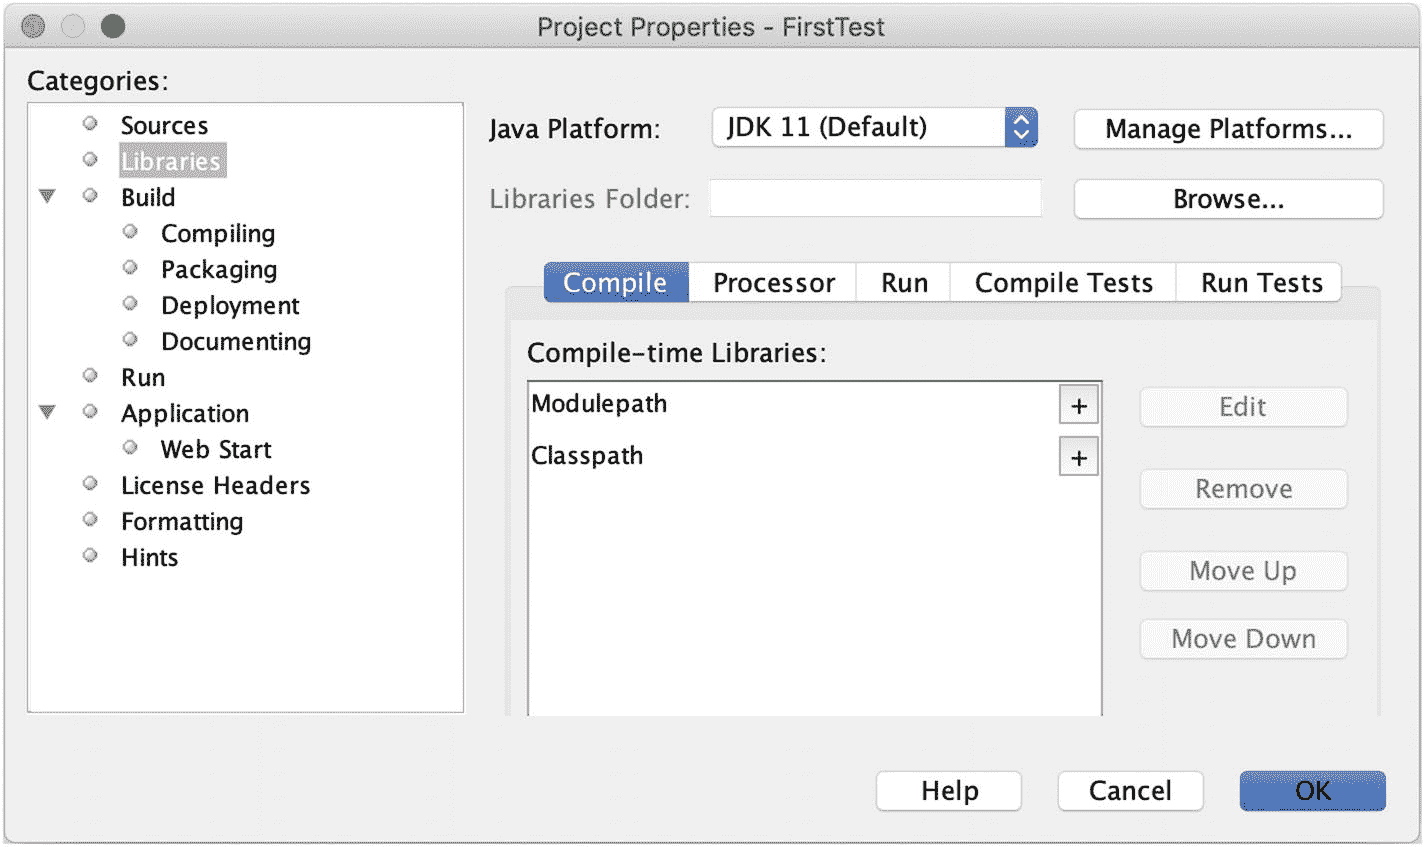 Project Properties - FirstTest
Categories:
Sources
Libraries
Build
Compiling
Packaging
Deployment
Documenting
Run
Application
Web Start
License Headers
Formatting
Hints
Java Platform: JDK 11 (Default) Manage Platforms...
Libraries Folder: Browse...
Compile Processor Run Compile Tests Run Tests
Compile-time Libraries:
Modulepath +
Classpath +
Edit
Remove
Move Up
Move Down
Help Cancel OK